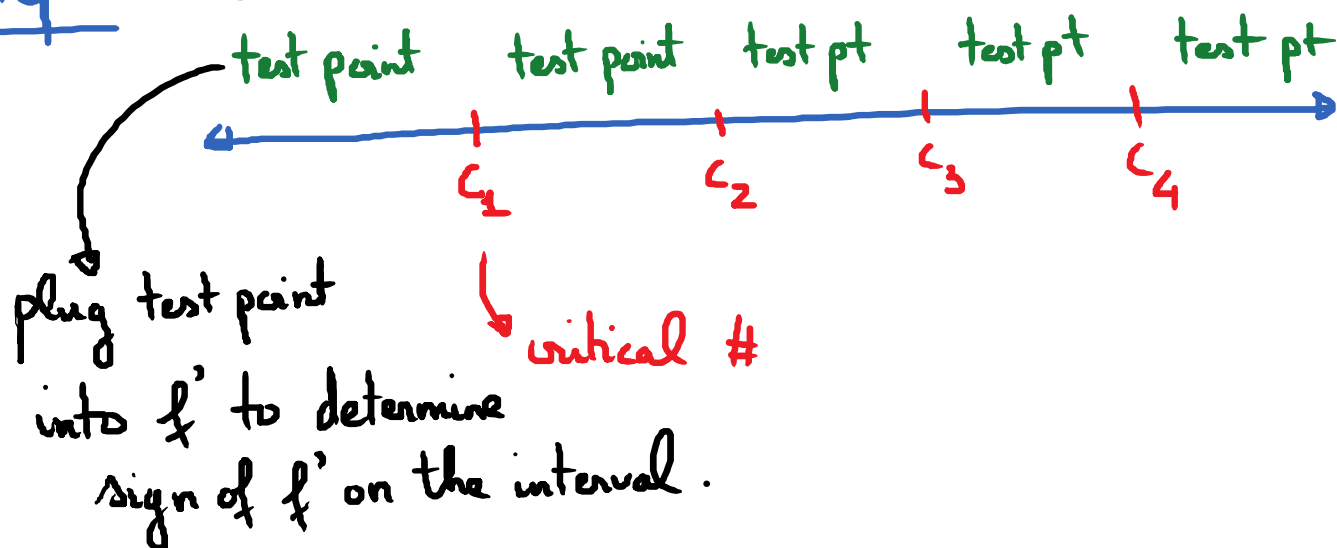 test point test point test pt test pt test pt
C1 C2 C3 C4
critical #
plug test point
into f' to determine
sign of f' on the interval.